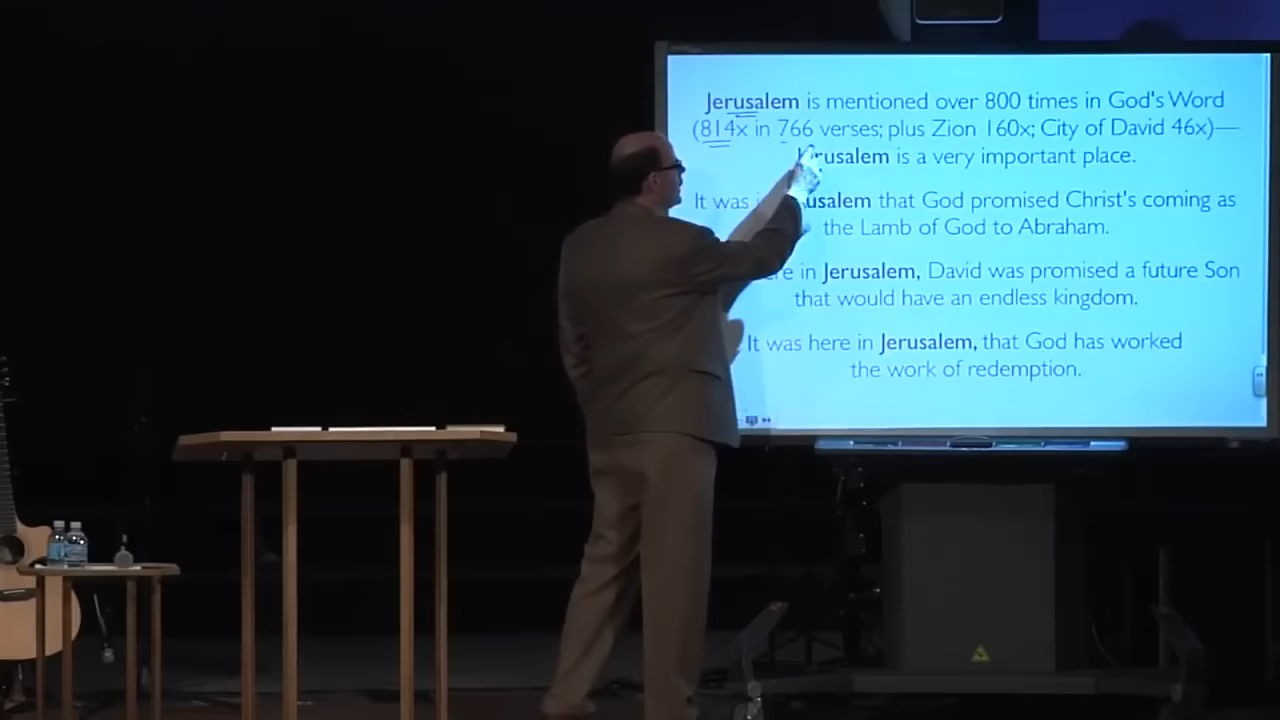 Jerusalem is mentioned over 800 times in God's Word
(814x in 766 verses; plus Zion 160x; City of David 46x)—
Jerusalem is a very important place.
It was usalem that God promised Christ's coming as
the Lamb of God to Abraham.
re in Jerusalem, David was promised a future Son
that would have an endless kingdom.
It was here in Jerusalem, that God has worked
the work of redemption.